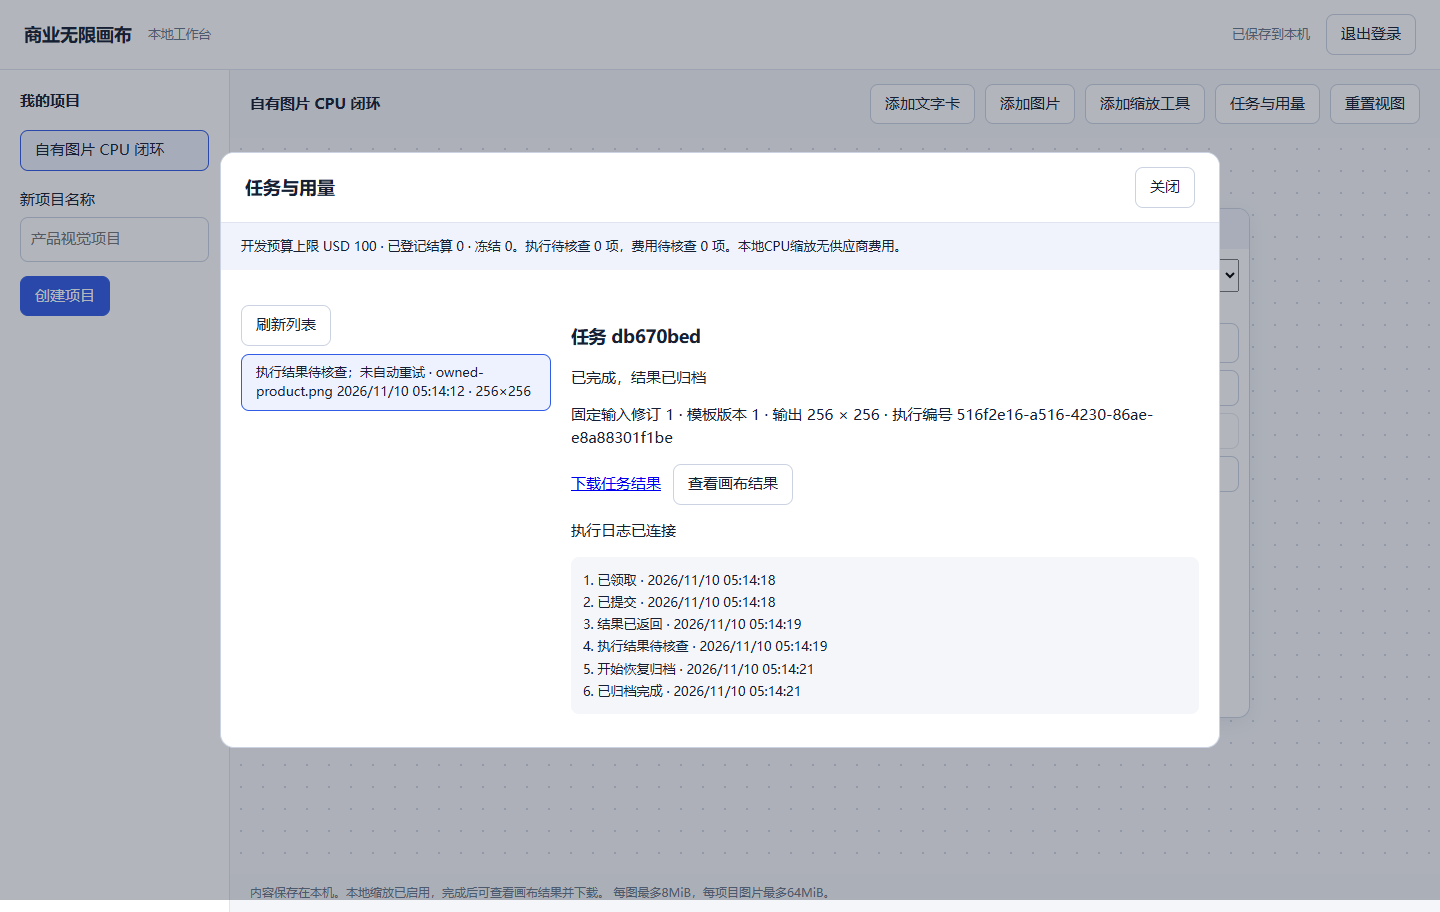 商业无限画布 本地工作台 已保存到本机 退出登录
我的项目
自有图片 CPU 闭环
新项目名称
产品视觉项目
创建项目
自有图片 CPU 闭环 添加文字卡 添加图片 添加缩放工具 任务与用量 重置视图
任务与用量 关闭
开发预算上限 USD 100 · 已登记结算 0 · 冻结 0。执行待核查 0 项，费用待核查 0 项。本地CPU缩放无供应商费用。
刷新列表
执行结果待核查；未自动重试 · owned-
product.png 2026/11/10 05:14:12 · 256×256
任务 db670bed
已完成，结果已归档
固定输入修订 1 · 模板版本 1 · 输出 256 × 256 · 执行编号 516f2e16-a516-4230-86ae-
e8a88301f1be
下载任务结果 查看画布结果
执行日志已连接
1. 已领取 · 2026/11/10 05:14:18
2. 已提交 · 2026/11/10 05:14:18
3. 结果已返回 · 2026/11/10 05:14:19
4. 执行结果待核查 · 2026/11/10 05:14:19
5. 开始恢复归档 · 2026/11/10 05:14:21
6. 已归档完成 · 2026/11/10 05:14:21
内容保存在本机。本地缩放已启用，完成后可查看画布结果并下载。 每图最多8MiB，每项目图片最多64MiB。